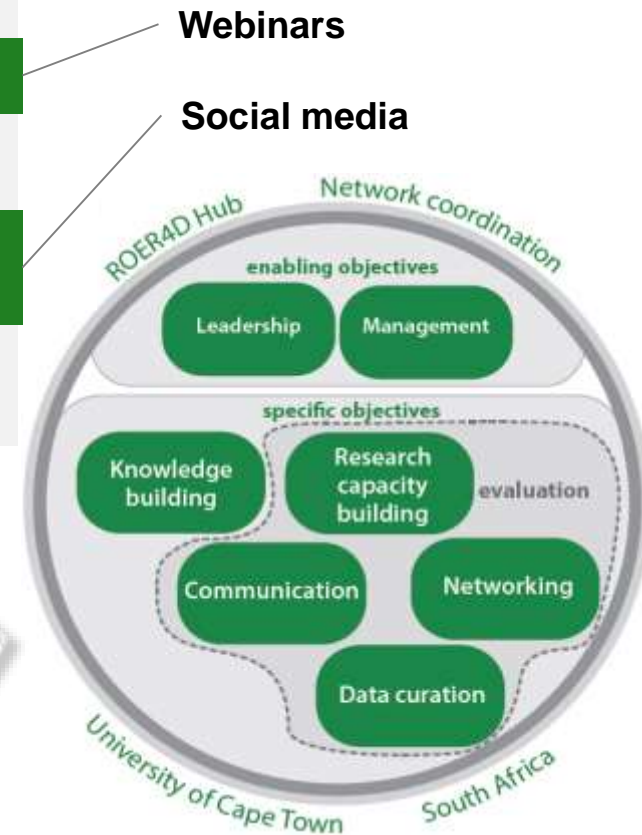 Webinars
Social media
ROER4D Hub
Network coordination
enabling objectives
Leadership
Management
specific objectives
Knowledge
building
Research
capacity
building
evaluation
Communication
Networking
Data curation
University of Cape Town
South Africa